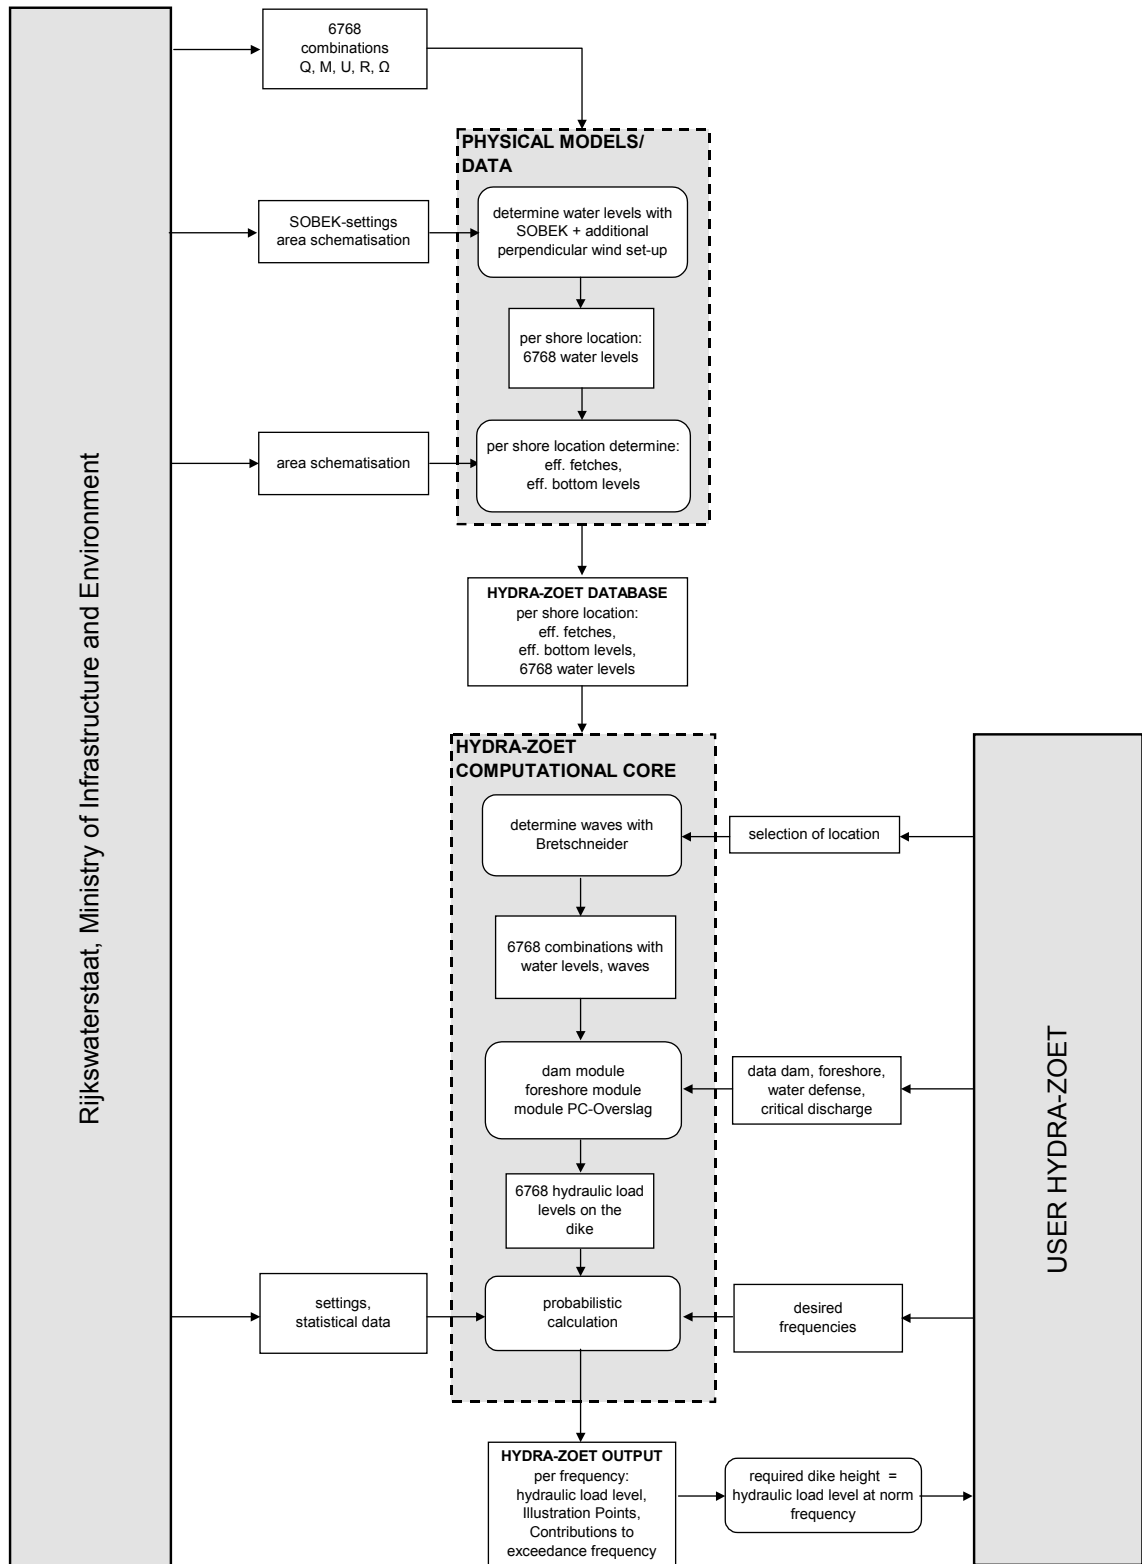 6768
combinations
Q, M, U, R, Ω
PHYSICAL MODELS/
DATA
SOBEK-settings
area schematisation
determine water levels with
SOBEK + additional
perpendicular wind set-up
per shore location:
6768 water levels
area schematisation
per shore location determine:
eff. fetches,
eff. bottom levels
Rijkswaterstaat, Ministry of Infrastructure and Environment
HYDRA-ZOET DATABASE
per shore location:
eff. fetches,
eff. bottom levels,
6768 water levels
HYDRA-ZOET
COMPUTATIONAL CORE
determine waves with
Bretschneider
selection of location
6768 combinations with
water levels, waves
dam module
foreshore module
module PC-Overslag
data dam, foreshore,
water defense,
critical discharge
USER HYDRA-ZOET
6768 hydraulic load
levels on the
dike
settings,
statistical data
probabilistic
calculation
desired
frequencies
HYDRA-ZOET OUTPUT
per frequency:
hydraulic load level,
Illustration Points,
Contributions to
exceedance frequency
required dike height =
hydraulic load level at norm
frequency